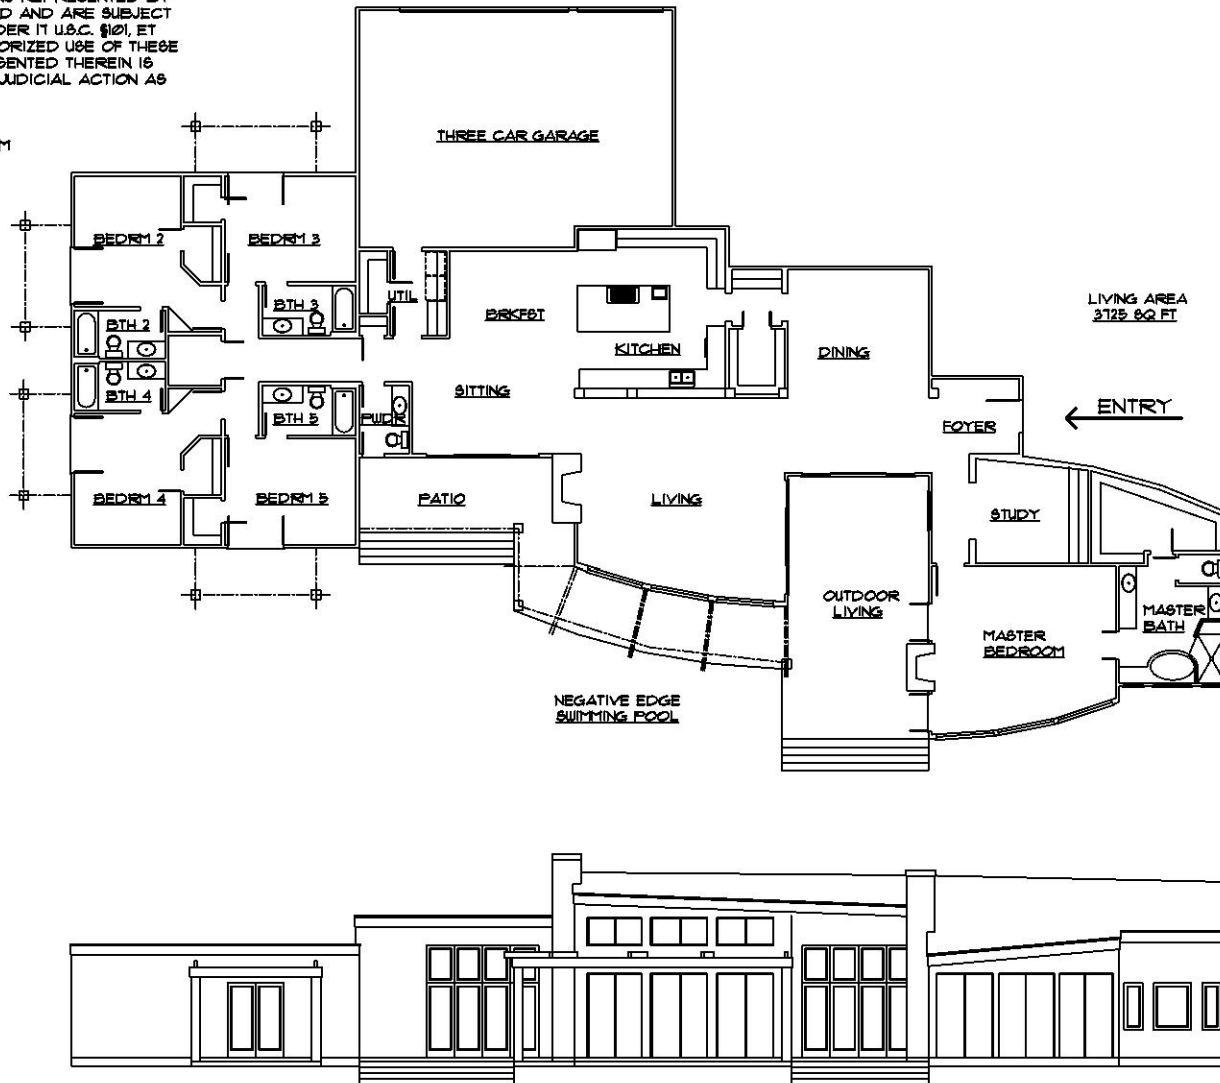 D AND ARE SUBJECT
DER 17 U.S.C. §101, ET
ORIZED USE OF THESE
SENTED THEREIN IS
JUDICIAL ACTION AS
M
THREE CAR GARAGE
BEDRM 2
BEDRM 3
UTIL
BTH 3
BTH 2
BRKFST
KITCHEN
DINING
LIVING AREA
3725 SQ FT
SITTING
BTH 4
BTH 5
PWDR
ENTRY
FOYER
BEDRM 4
BEDRM 5
PATIO
LIVING
STUDY
OUTDOOR
LIVING
MASTER
BATH
MASTER
BEDROOM
NEGATIVE EDGE
SWIMMING POOL